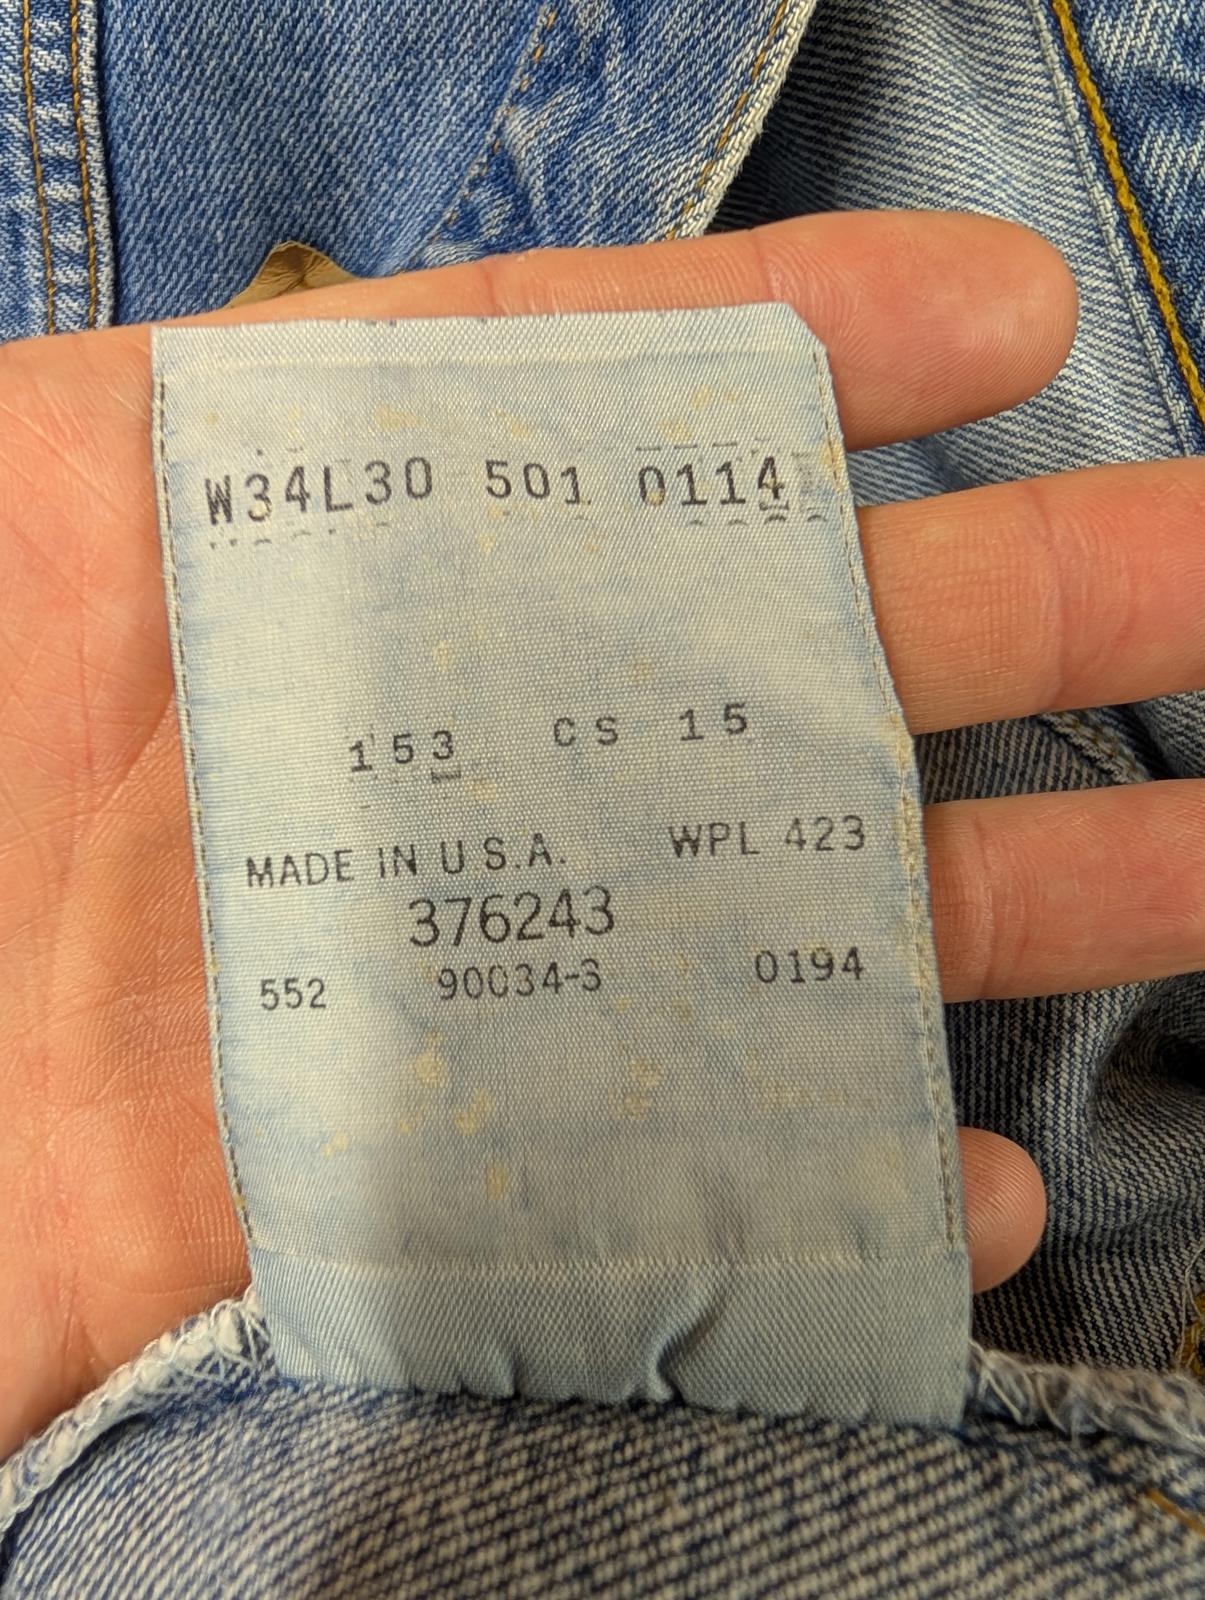 W34L30 501 0114
153 CS 15
MADE IN U.S.A. WPL 423
376243
552 90034-3 0194